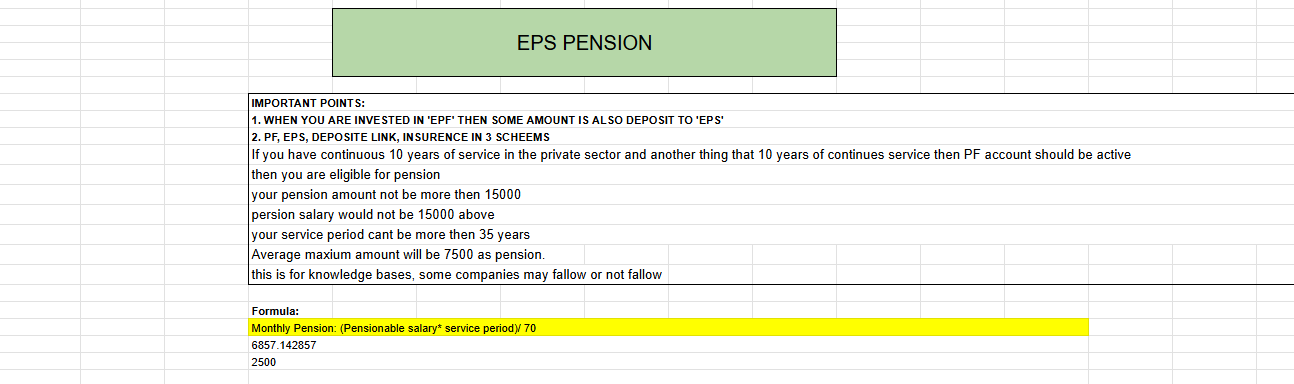 EPS PENSION
IMPORTANT POINTS:
1. WHEN YOU ARE INVESTED IN 'EPF' THEN SOME AMOUNT IS ALSO DEPOSIT TO 'EPS'
2. PF, EPS, DEPOSITE LINK, INSURENCE IN 3 SCHEEMS
If you have continuous 10 years of service in the private sector and another thing that 10 years of continues service then PF account should be active
then you are eligible for pension
your pension amount not be more then 15000
persion salary would not be 15000 above
your service period cant be more then 35 years
Average maxium amount will be 7500 as pension.
this is for knowledge bases, some companies may fallow or not fallow
Formula:
Monthly Pension: (Pensionable salary* service period)/ 70
6857.142857
2500